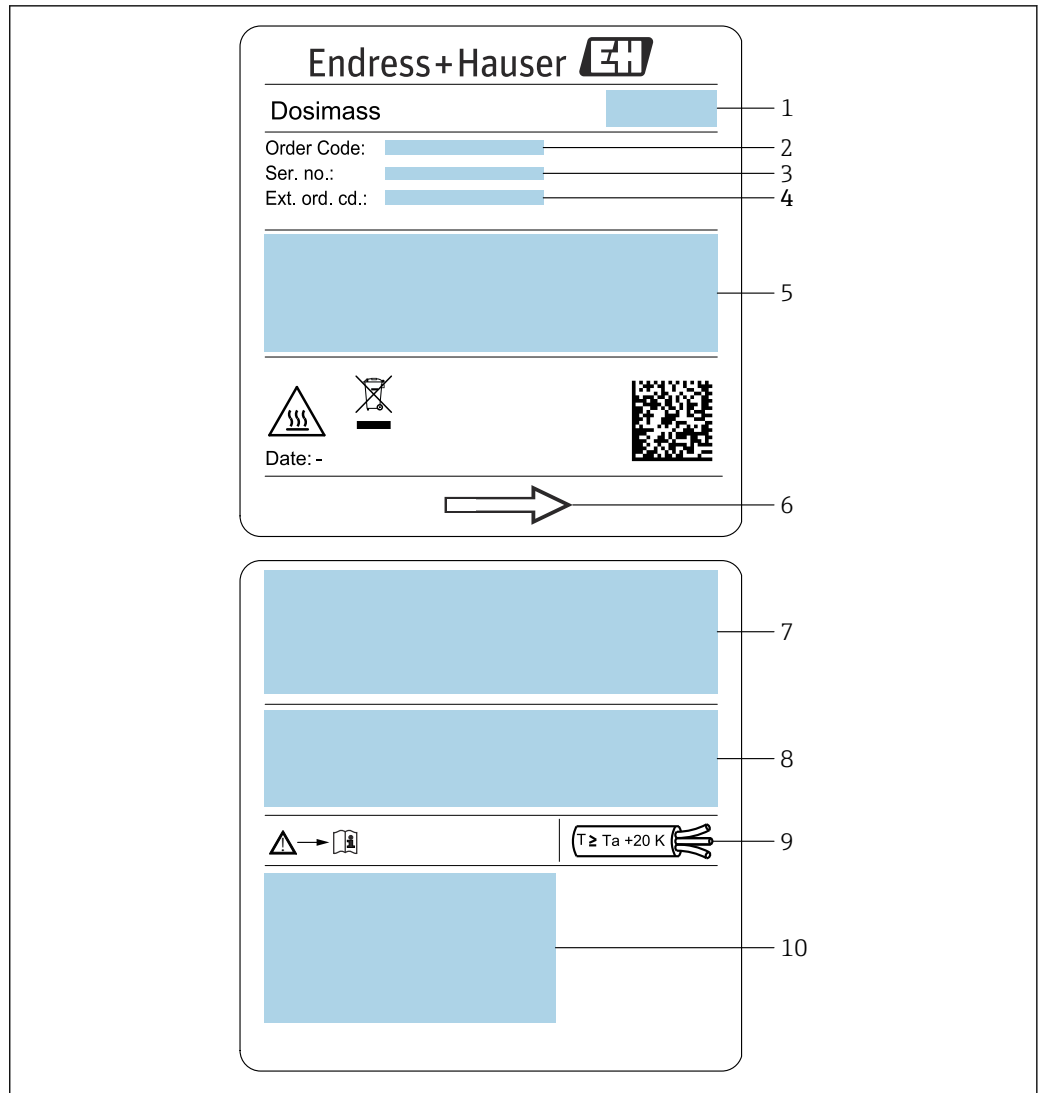 Endress+Hauser EH
Dosimass 1
Order Code: 2
Ser. no.: 3
Ext. ord. cd.: 4
5
Date: -
6
7
8
T ≥ Ta +20 K 9
i
10